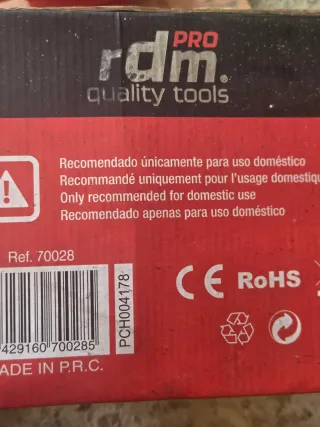 PRO
rdm®
quality tools
Recomendado únicamente para uso doméstico
Recommandé uniquement pour l'usage domestiqu
Only recommended for domestic use
Recomendado apenas para uso doméstico
Ref. 70028
CE RoHS
PCH004178
429160 700285
ADE IN P.R.C.